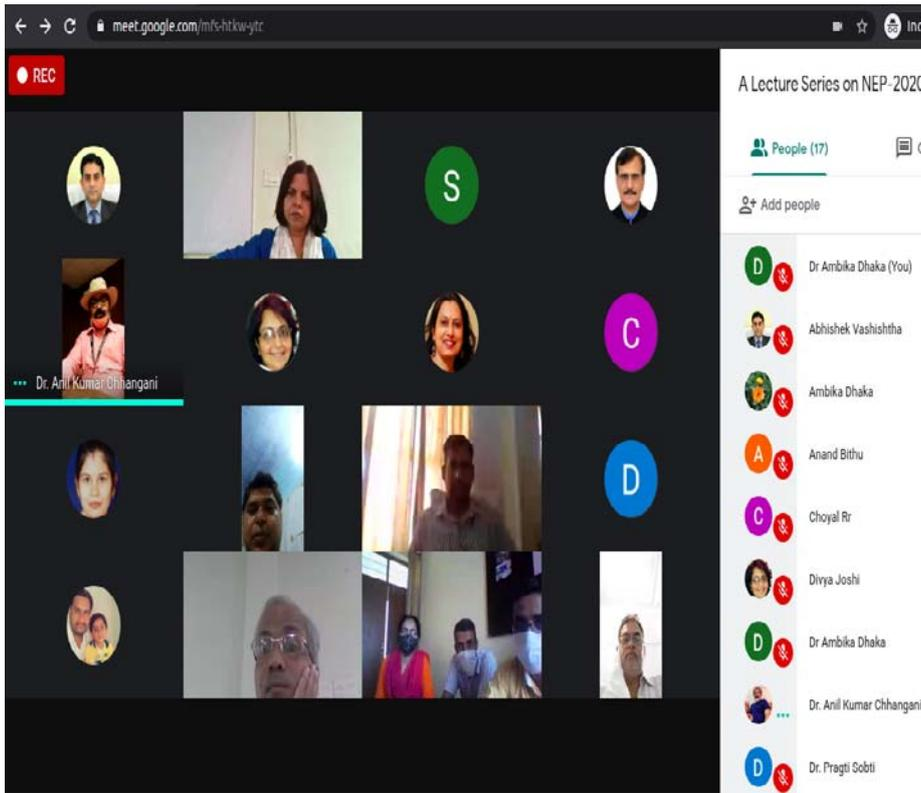 meet.google.com/mfs-htkw-ytc
REC
S
Dr. Anil Kumar Chhangani
C
D
A Lecture Series on NEP-2020
People (17)
Add people
D
Dr Ambika Dhaka (You)
Abhishek Vashishtha
Ambika Dhaka
A
Anand Bithu
C
Choyal Rr
Divya Joshi
D
Dr Ambika Dhaka
Dr. Anil Kumar Chhangani
D
Dr. Pragti Sobti